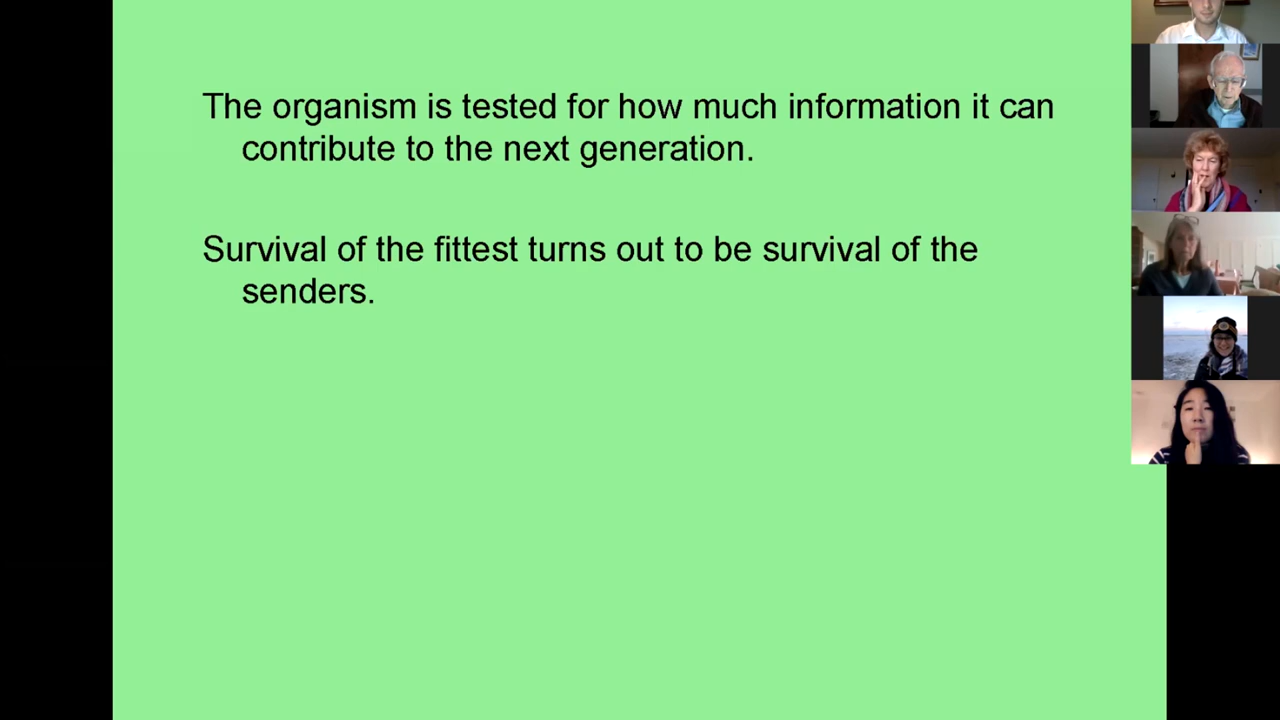 The organism is tested for how much information it can
contribute to the next generation.
Survival of the fittest turns out to be survival of the
senders.